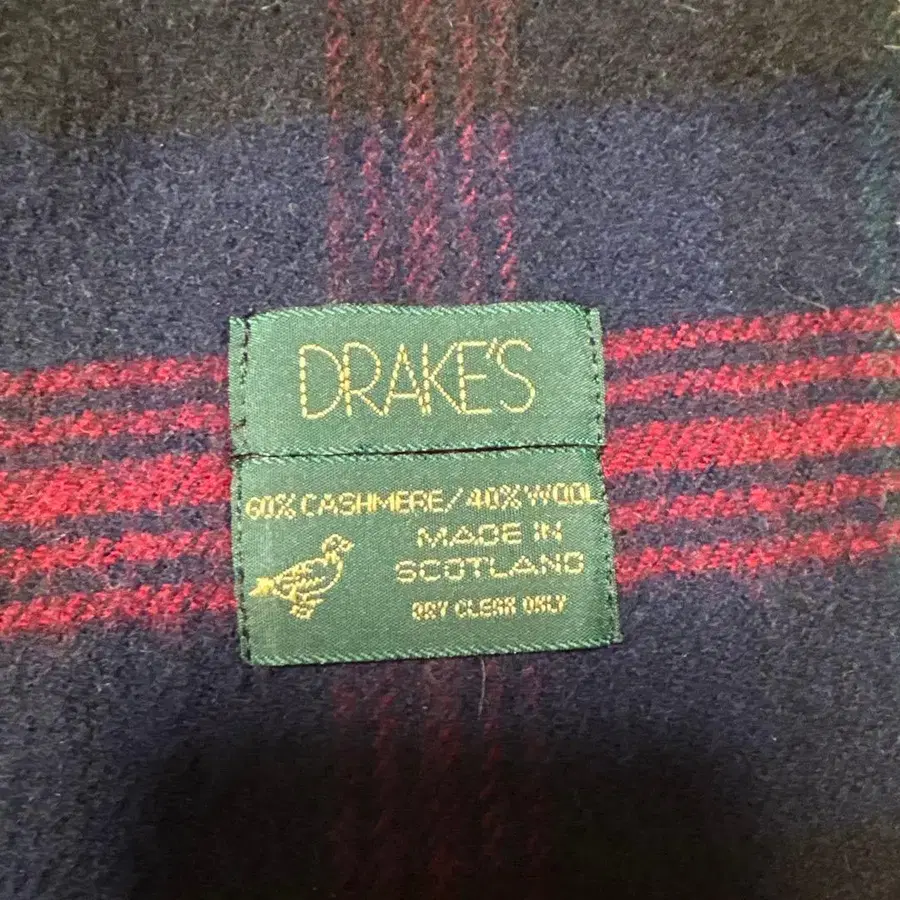 DRAKE'S
60% CASHMERE/40% WOOL
MADE IN
SCOTLAND
DRY CLEAN ONLY